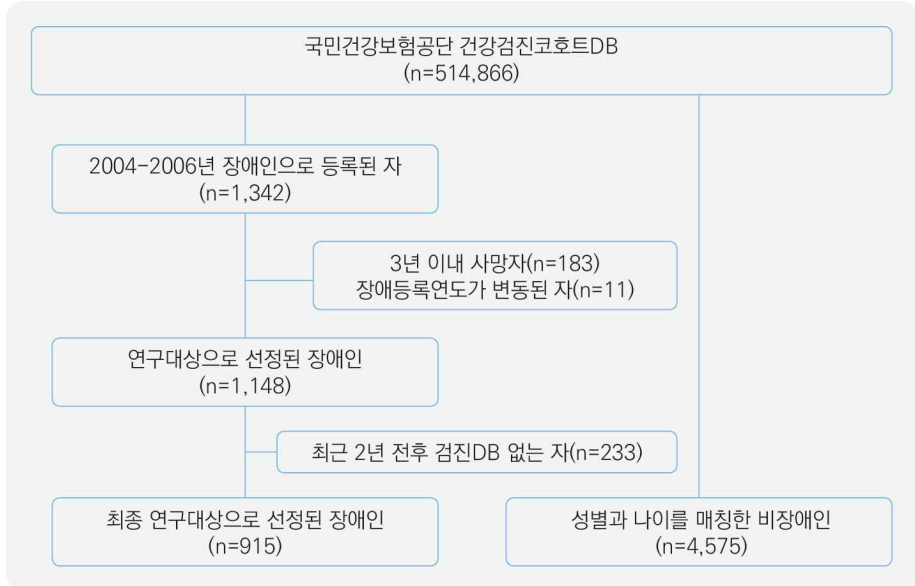 국민건강보험공단 건강검진코호트DB
(n=514,866)
2004-2006년 장애인으로 등록된 자
(n=1,342)
3년 이내 사망자(n=183)
장애등록연도가 변동된 자(n=11)
연구대상으로 선정된 장애인
(n=1,148)
최근 2년 전후 검진DB 없는 자(n=233)
최종 연구대상으로 선정된 장애인
(n=915)
성별과 나이를 매칭한 비장애인
(n=4,575)